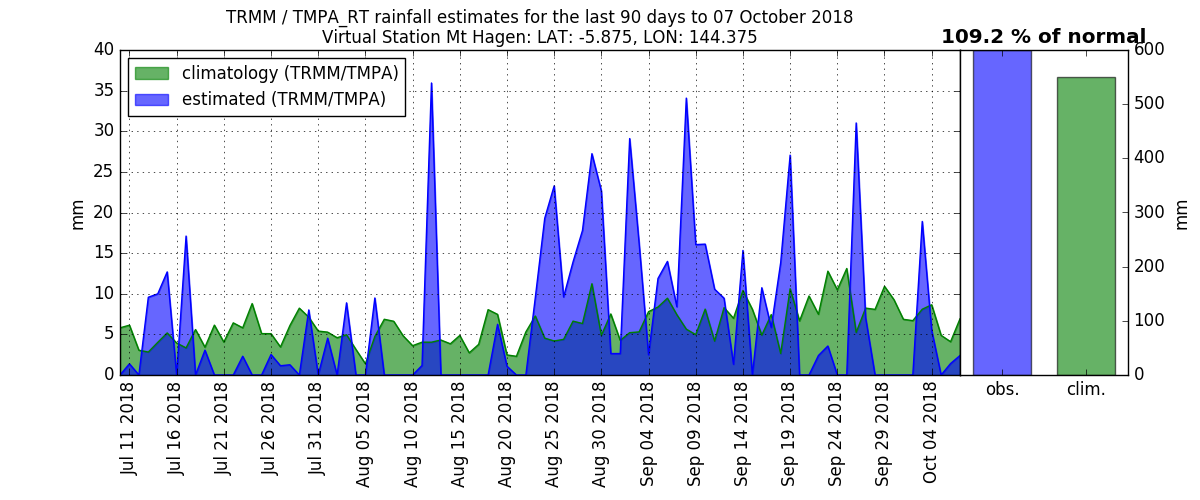 TRMM / TMPA_RT rainfall estimates for the last 90 days to 07 October 2018
Virtual Station Mt Hagen: LAT: -5.875, LON: 144.375
109.2 % of normal
climatology (TRMM/TMPA)
estimated (TRMM/TMPA)
mm
40
35
30
25
20
15
10
5
0
Jul 11 2018
Jul 16 2018
Jul 21 2018
Jul 26 2018
Jul 31 2018
Aug 05 2018
Aug 10 2018
Aug 15 2018
Aug 20 2018
Aug 25 2018
Aug 30 2018
Sep 04 2018
Sep 09 2018
Sep 14 2018
Sep 19 2018
Sep 24 2018
Sep 29 2018
Oct 04 2018
obs.
clim.
600
500
400
300
200
100
0
mm